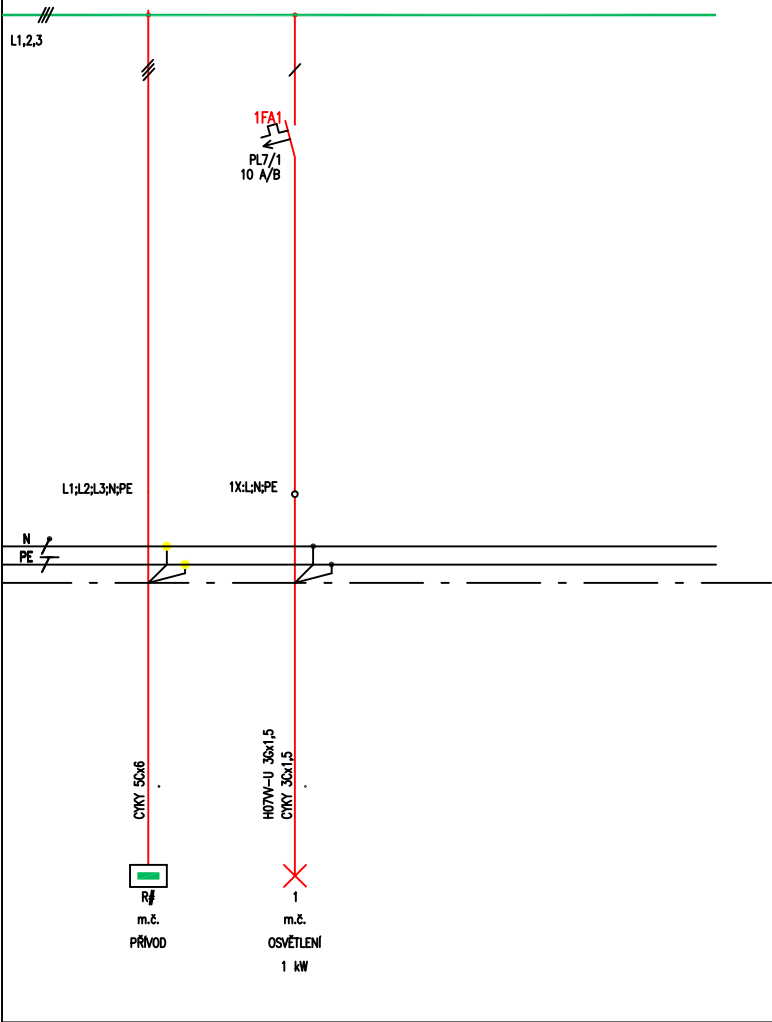 L1,2,3
1FA1
PL7/1
10 A/B
L1;L2;L3;N;PE
1X:L;N;PE
N
PE
CYKY 5Cx6
H07VV-U 3Gx1,5
CYKY 3Cx1,5
R#
m.č.
PŘÍVOD
1
m.č.
OSVĚTLENÍ
1 kW